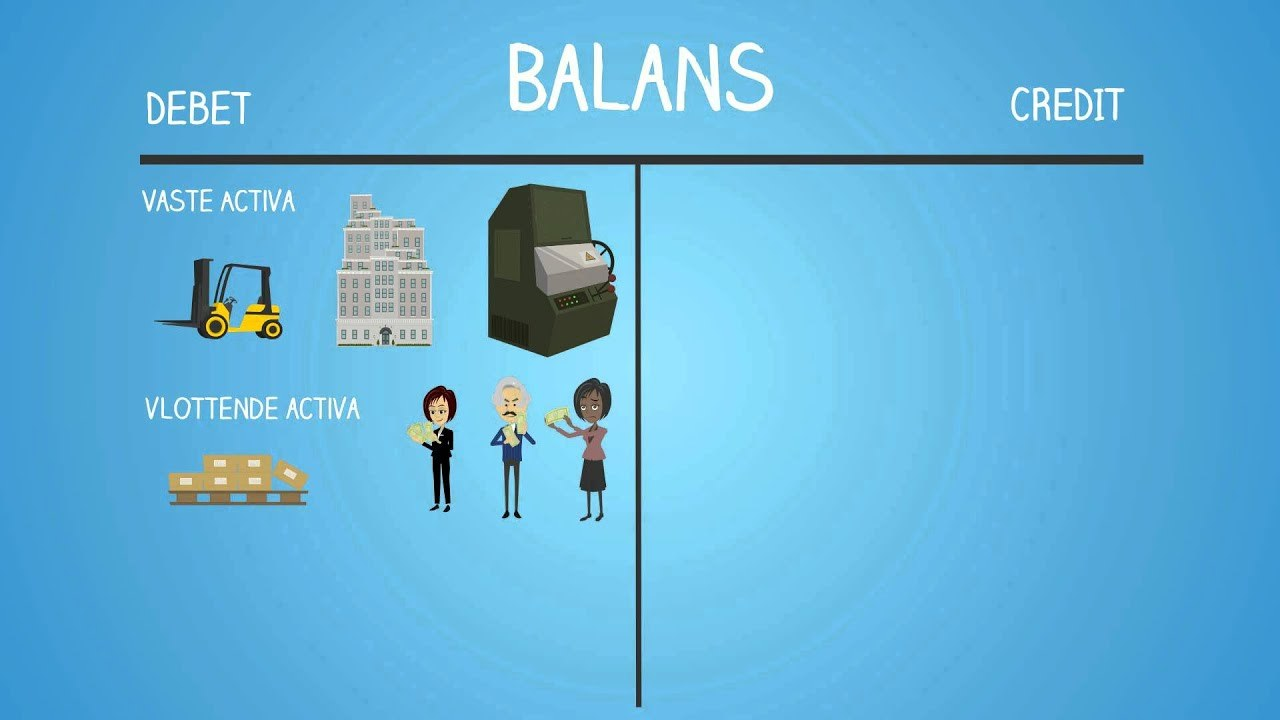 BALANS
DEBET
CREDIT
VASTE ACTIVA
VLOTTENDE ACTIVA